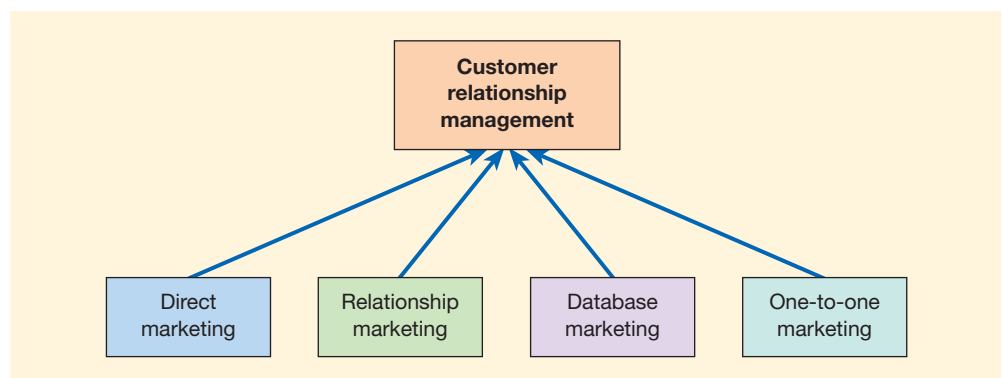 Customer
relationship
management
Direct
marketing
Relationship
marketing
Database
marketing
One-to-one
marketing